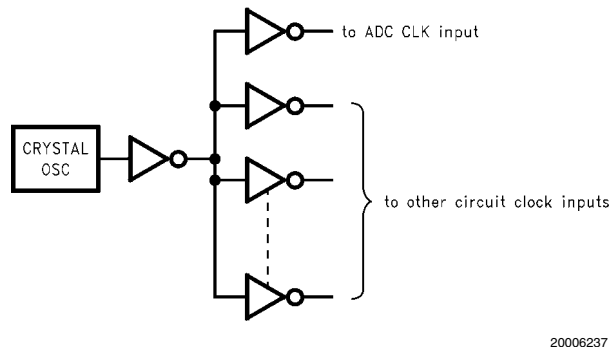 to ADC CLK input
CRYSTAL
OSC
to other circuit clock inputs
20006237